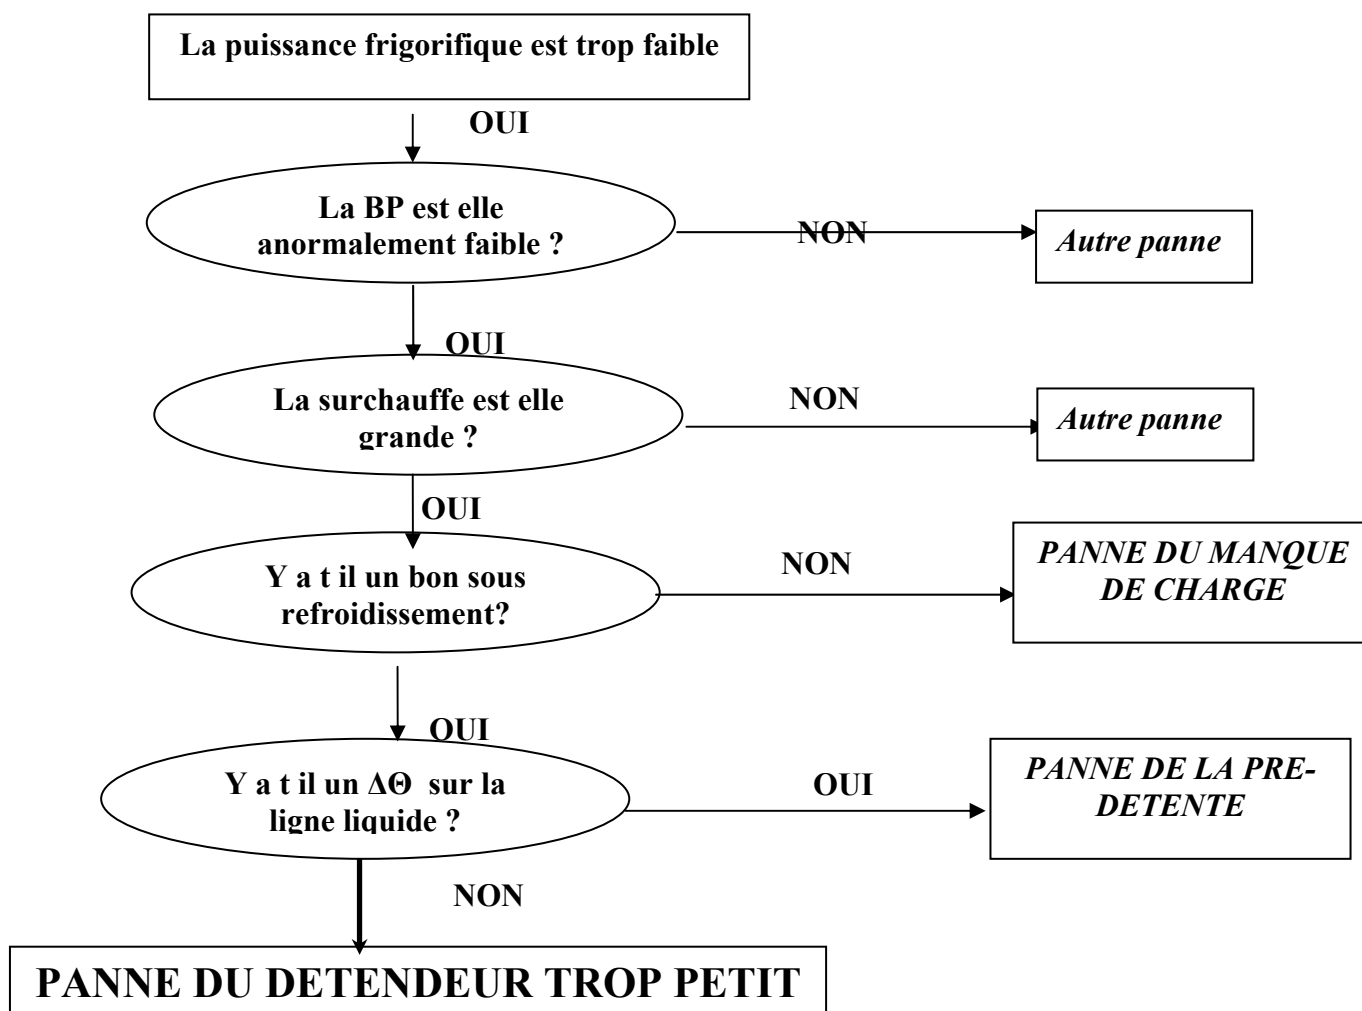 La puissance frigorifique est trop faible
OUI
La BP est elle
anormalement faible ?
NON
Autre panne
OUI
La surchauffe est elle
grande ?
NON
Autre panne
OUI
Y a t il un bon sous
refroidissement?
NON
PANNE DU MANQUE
DE CHARGE
OUI
Y a t il un ΔΘ sur la
ligne liquide ?
OUI
PANNE DE LA PRE-
DETENTE
NON
PANNE DU DETENDEUR TROP PETIT